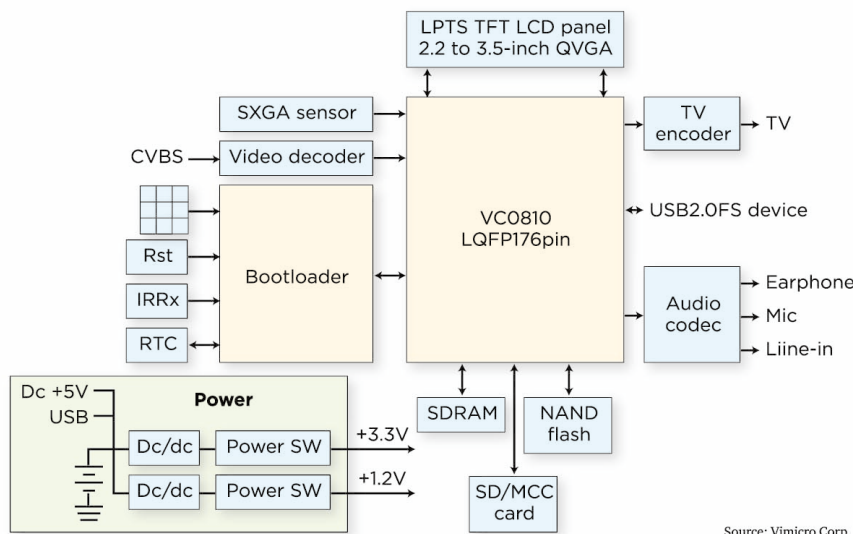 LPTS TFT LCD panel
2.2 to 3.5-inch QVGA
SXGA sensor
CVBS
Video decoder
TV
encoder
TV
VC0810
LQFP176pin
USB2.0FS device
Rst
IRRx
RTC
Bootloader
Audio
codec
Earphone
Mic
Liine-in
Power
Dc +5V
USB
Dc/dc
Power SW
+3.3V
Dc/dc
Power SW
+1.2V
SDRAM
NAND
flash
SD/MCC
card
Source: Vimicro Corp.